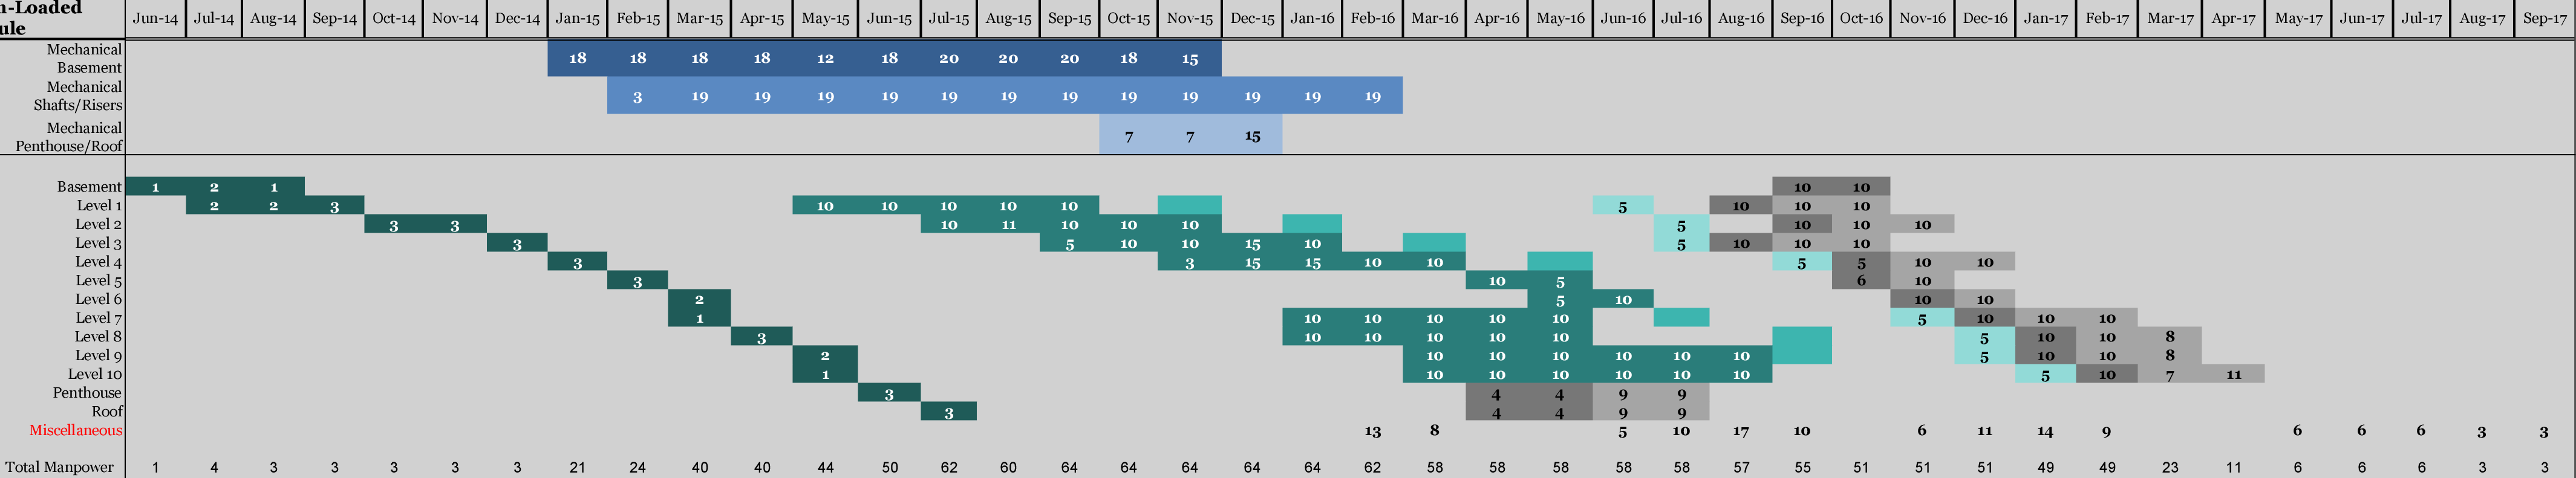 n-Loaded
ule
Jun-14 Jul-14 Aug-14 Sep-14 Oct-14 Nov-14 Dec-14 Jan-15 Feb-15 Mar-15 Apr-15 May-15 Jun-15 Jul-15 Aug-15 Sep-15 Oct-15 Nov-15 Dec-15 Jan-16 Feb-16 Mar-16 Apr-16 May-16 Jun-16 Jul-16 Aug-16 Sep-16 Oct-16 Nov-16 Dec-16 Jan-17 Feb-17 Mar-17 Apr-17 May-17 Jun-17 Jul-17 Aug-17 Sep-17
Mechanical
Basement 18 18 18 18 12 18 20 20 20 18 15
Mechanical
Shafts/Risers 3 19 19 19 19 19 19 19 19 19 19 19 19
Mechanical
Penthouse/Roof 7 7 15
Basement 1 2 1 10 10
Level 1 2 2 3 10 10 10 10 10 5 10 10 10
Level 2 3 3 10 11 10 10 10 5 10 10 10
Level 3 3 5 10 10 15 10 5 10 10 10
Level 4 3 3 15 15 10 10 5 5 10 10
Level 5 3 10 5 6 10
Level 6 2 5 10 10 10
Level 7 1 10 10 10 10 10 5 10 10 10
Level 8 3 10 10 10 10 10 5 10 10 8
Level 9 2 10 10 10 10 10 10 5 10 10 8
Level 10 1 10 10 10 10 10 10 5 10 7 11
Penthouse 3 4 4 9 9
Roof 3 4 4 9 9
Miscellaneous 13 8 5 10 17 10 6 11 14 9 6 6 6 3 3
Total Manpower 1 4 3 3 3 3 3 21 24 40 40 44 50 62 60 64 64 64 64 64 62 58 58 58 58 58 57 55 51 51 51 49 49 23 11 6 6 6 3 3